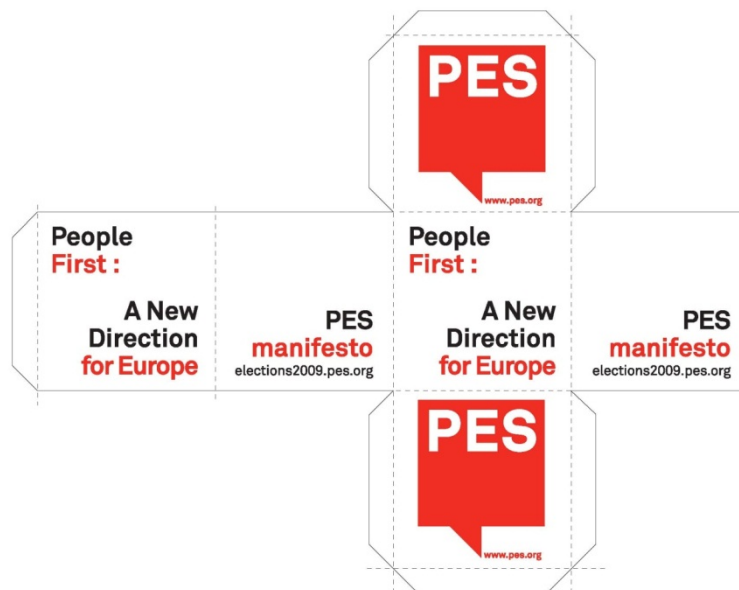 PES
www.pes.org
People
First :
A New
Direction
for Europe
PES
manifesto
elections2009.pes.org
People
First :
A New
Direction
for Europe
PES
manifesto
elections2009.pes.org
PES
www.pes.org